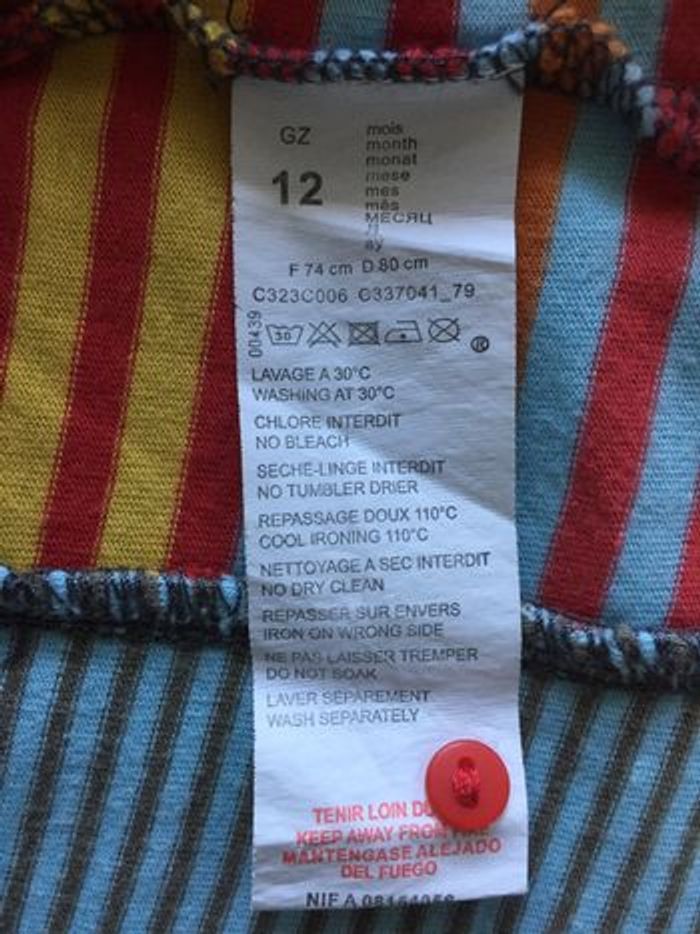 GZ
12
mois
month
monat
mese
mes
mês
МЕСЯЦ
ay
F 74 cm D 80 cm
C323C006 G337041_79
00439
30
®
LAVAGE A 30°C
WASHING AT 30°C
CHLORE INTERDIT
NO BLEACH
SECHE-LINGE INTERDIT
NO TUMBLER DRIER
REPASSAGE DOUX 110°C
COOL IRONING 110°C
NETTOYAGE A SEC INTERDIT
NO DRY CLEAN
REPASSER SUR ENVERS
IRON ON WRONG SIDE
NE PAS LAISSER TREMPER
DO NOT SOAK
LAVER SEPAREMENT
WASH SEPARATELY
TENIR LOIN DU
KEEP AWAY FROM
MANTENGASE ALEJADO
DEL FUEGO
NIF A